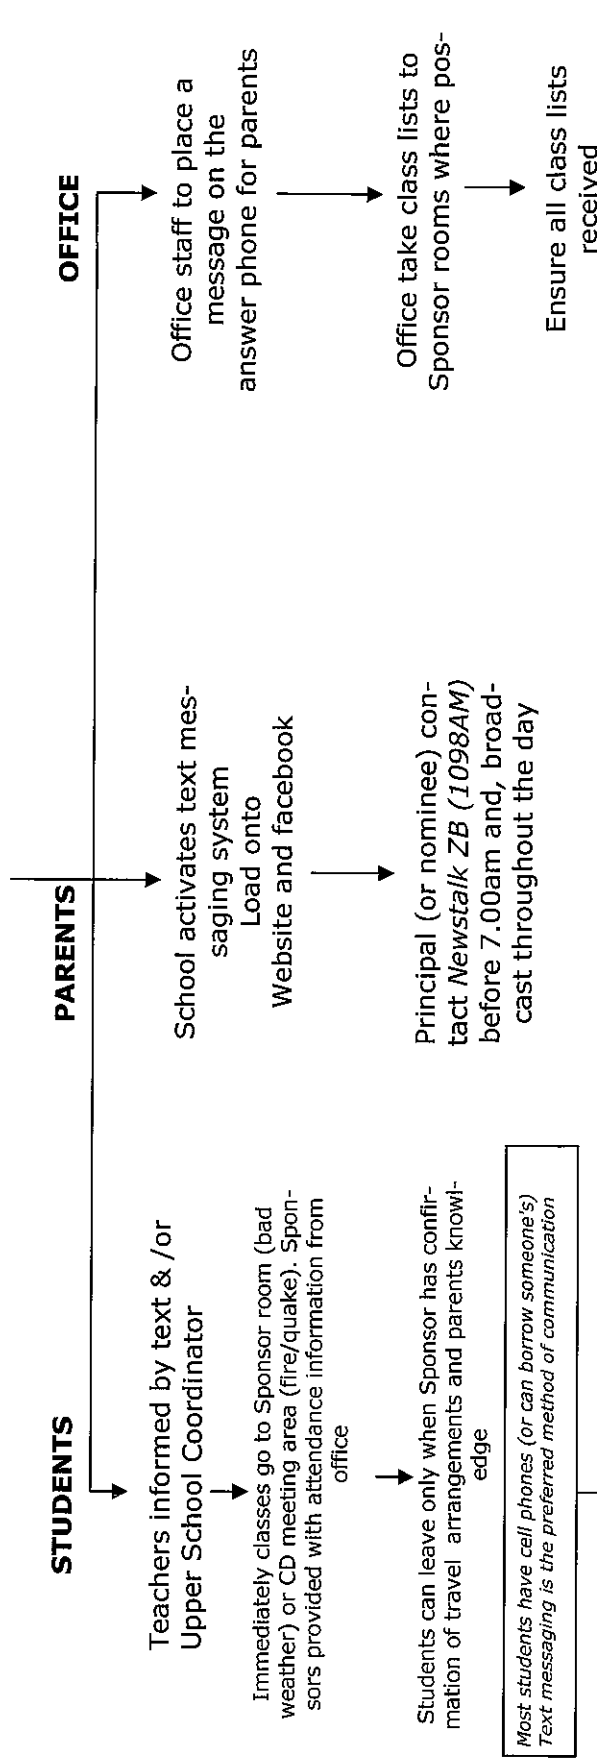 STUDENTS
Teachers informed by text & /or
Upper School Coordinator
Immediately classes go to Sponsor room (bad
weather) or CD meeting area (fire/quake). Spon-
sors provided with attendance information from
office
Students can leave only when Sponsor has confir-
mation of travel arrangements and parents knowl-
edge
Most students have cell phones (or can borrow someone's)
Text messaging is the preferred method of communication
PARENTS
School activates text mes-
saging system
Load onto
Website and facebook
Principal (or nominee) con-
tact Newstalk ZB (1098AM)
before 7.00am and, broad-
cast throughout the day
OFFICE
Office staff to place a
message on the
answer phone for parents
Office take class lists to
Sponsor rooms where pos-
Ensure all class lists
received